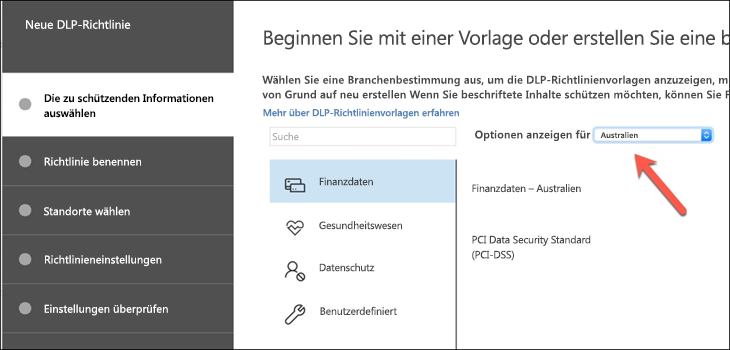 Neue DLP-Richtlinie
Die zu schützenden Informationen
auswählen
Richtlinie benennen
Standorte wählen
Richtlinieneinstellungen
Einstellungen überprüfen
Beginnen Sie mit einer Vorlage oder erstellen Sie eine b
Wählen Sie eine Branchenbestimmung aus, um die DLP-Richtlinienvorlagen anzuzeigen, m
von Grund auf neu erstellen Wenn Sie beschriftete Inhalte schützen möchten, können Sie F
Mehr über DLP-Richtlinienvorlagen erfahren
Suche
Optionen anzeigen für Australien
Finanzdaten
Gesundheitswesen
Datenschutz
Benutzerdefiniert
Finanzdaten – Australien
PCI Data Security Standard
(PCI-DSS)